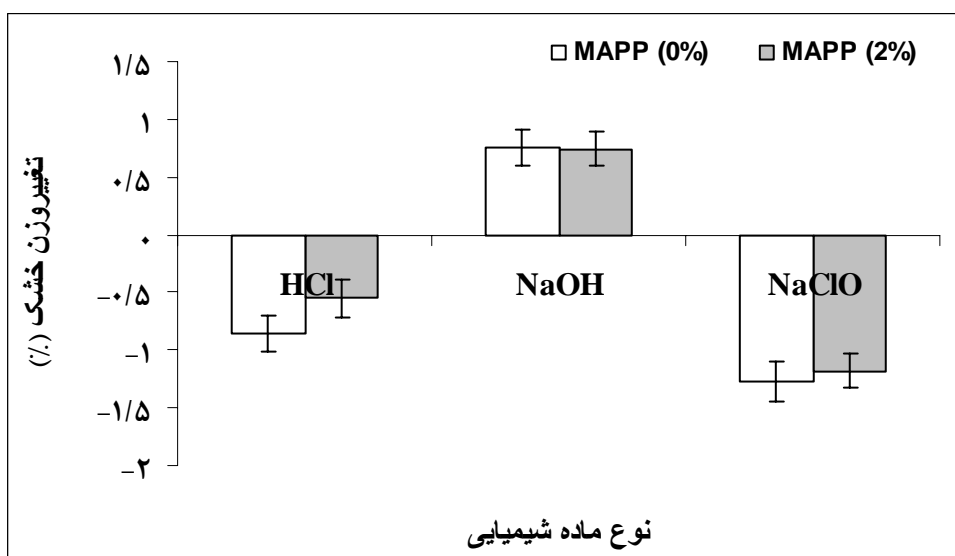 MAPP (0%) MAPP (2%)
۱/۵
۱
۰/۵
۰
-۰/۵
-۱
-۱/۵
-۲
تغییروزن خشک (٪)
HCl NaOH NaClO
نوع ماده شیمیایی